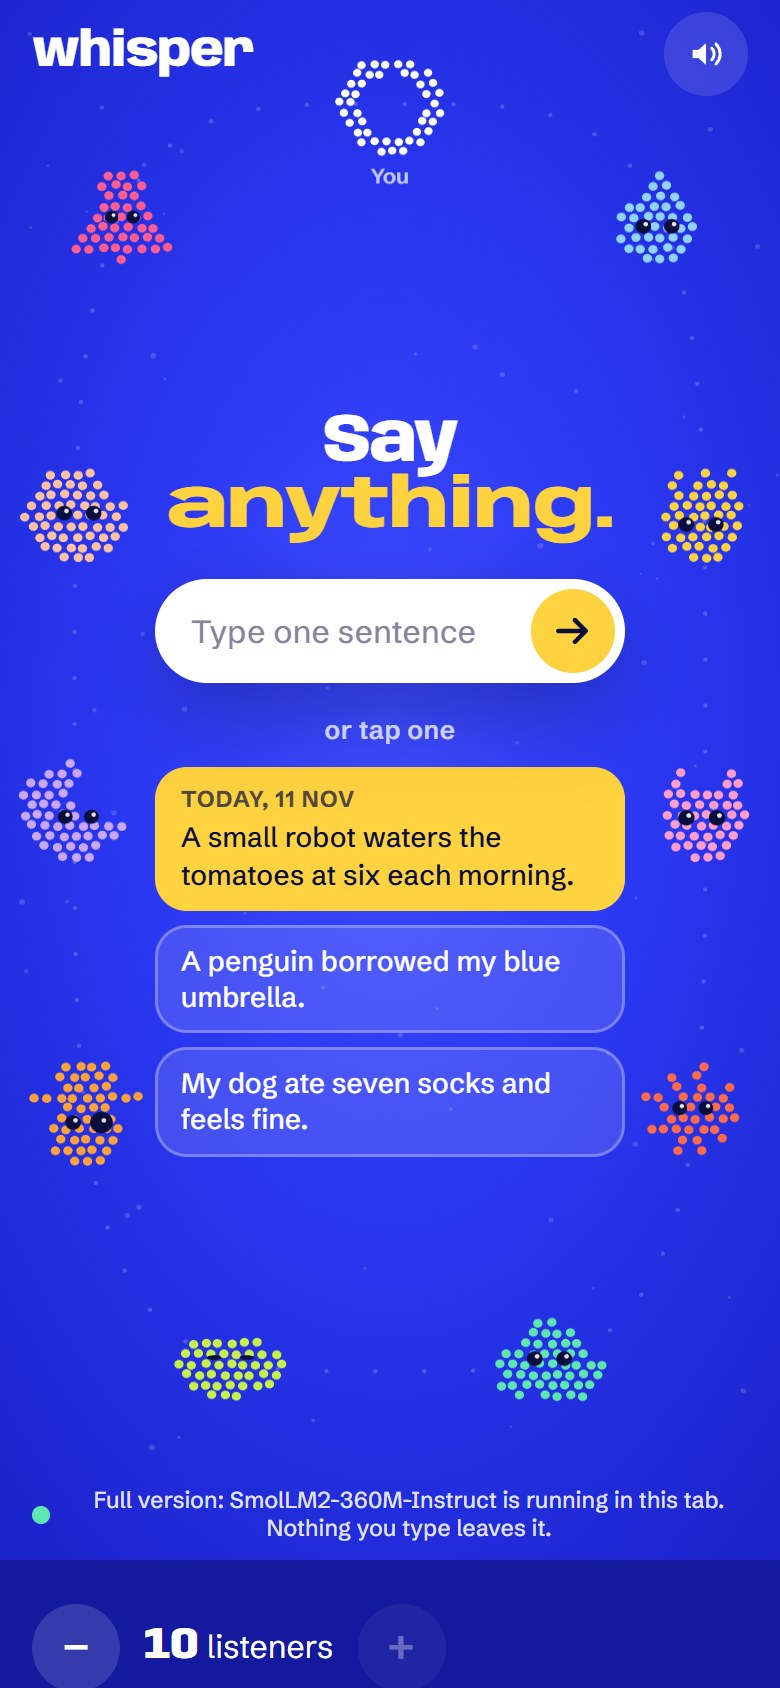 whisper
You
Say
anything.
Type one sentence
or tap one
TODAY, 11 NOV
A small robot waters the
tomatoes at six each morning.
A penguin borrowed my blue
umbrella.
My dog ate seven socks and
feels fine.
Full version: SmolLM2-360M-Instruct is running in this tab.
Nothing you type leaves it.
10 listeners